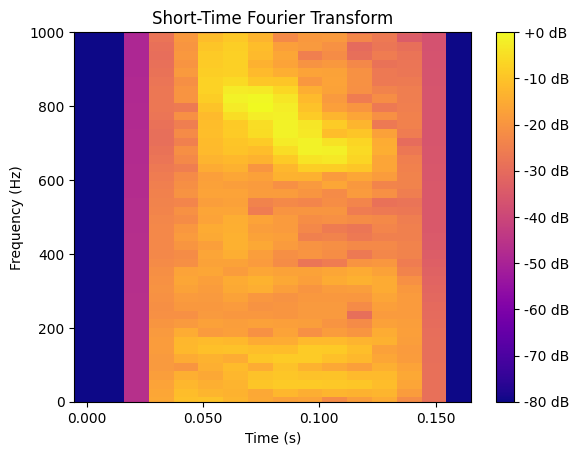 Short-Time Fourier Transform
1000
800
600
400
200
0
Frequency (Hz)
0.000
0.050
0.100
0.150
Time (s)
+0 dB
-10 dB
-20 dB
-30 dB
-40 dB
-50 dB
-60 dB
-70 dB
-80 dB